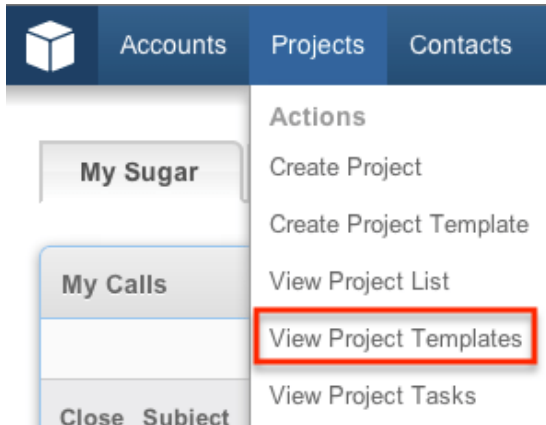 Accounts Projects Contacts
Actions
My Sugar
Create Project
Create Project Template
My Calls
View Project List
View Project Templates
View Project Tasks
Close Subject